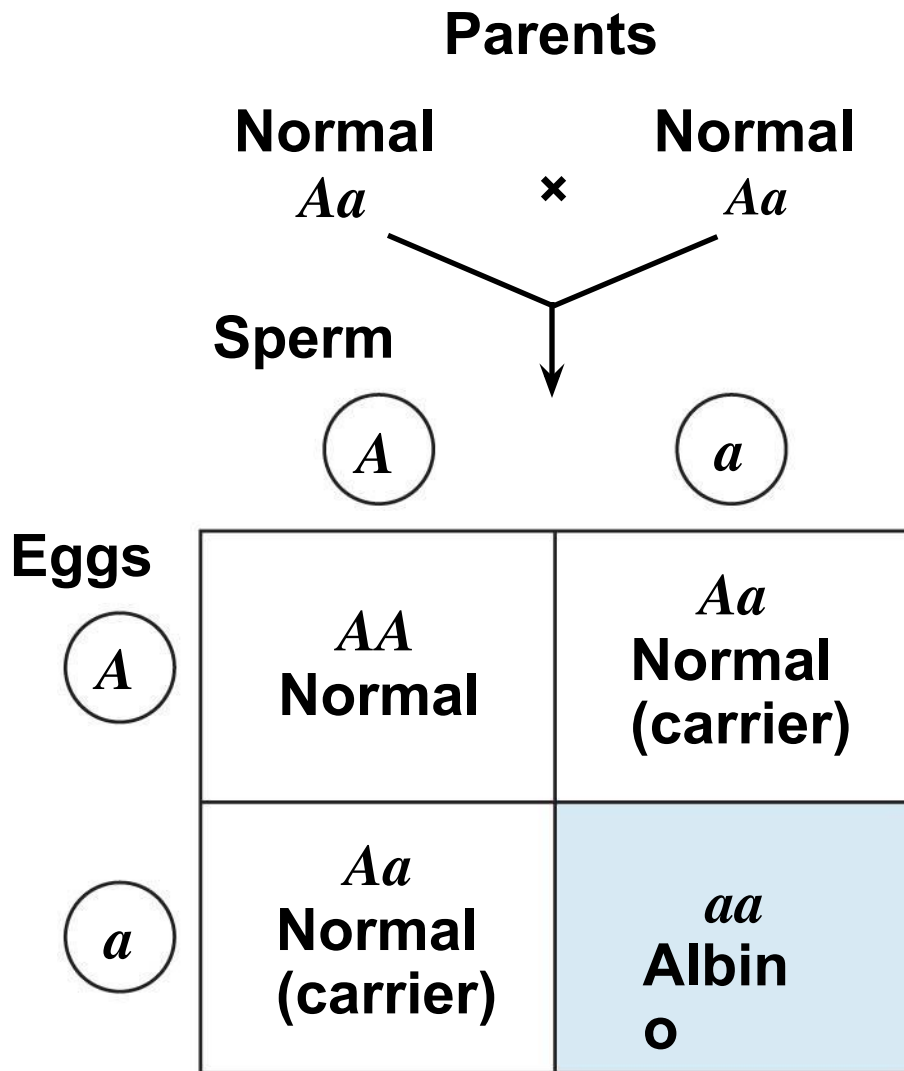 Parents
Normal Normal
Aa × Aa
Sperm
A a
Eggs
A
AA
Normal
Aa
Normal
(carrier)
a
Aa
Normal
(carrier)
aa
Albin
o